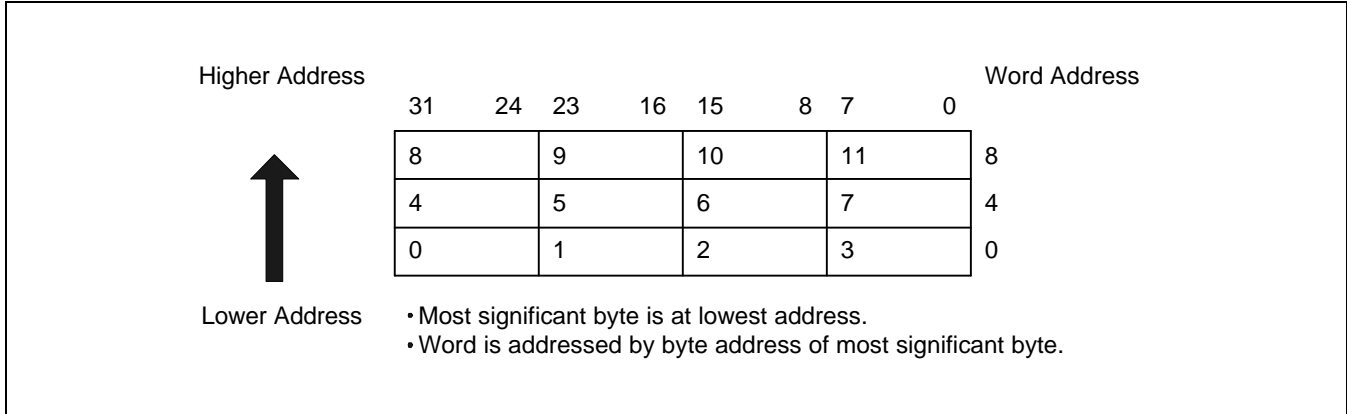 Higher Address Word Address
31 24 23 16 15 8 7 0
8 9 10 11 8
4 5 6 7 4
0 1 2 3 0
Lower Address • Most significant byte is at lowest address.
• Word is addressed by byte address of most significant byte.